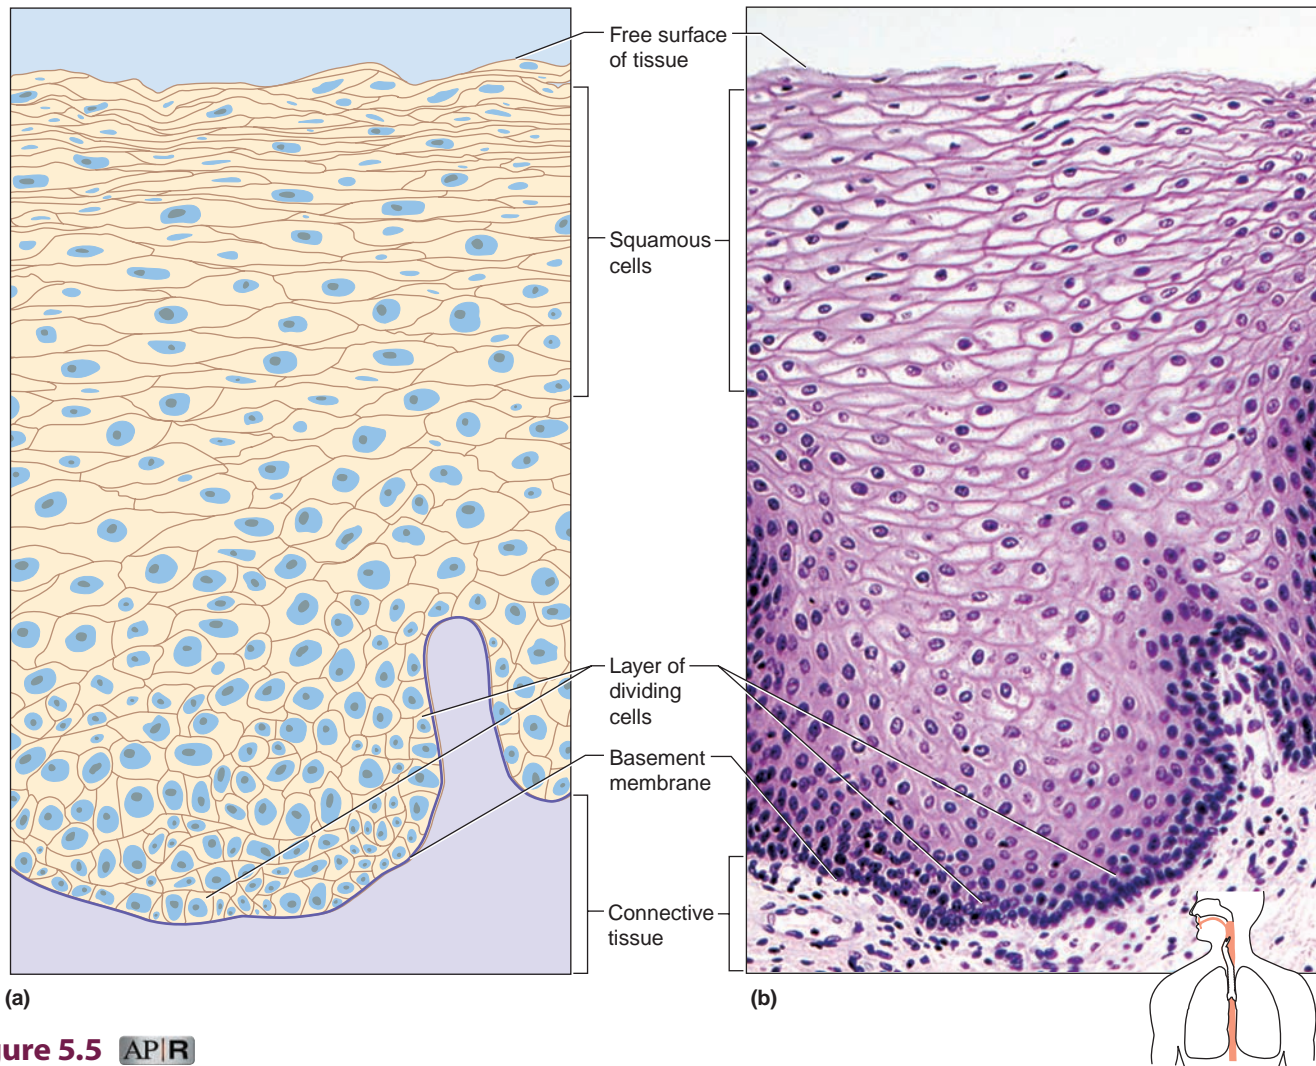 Free surface
of tissue
Squamous
cells
Layer of
dividing
cells
Basement
membrane
Connective
tissue
(a)
(b)
ure 5.5 AP|R